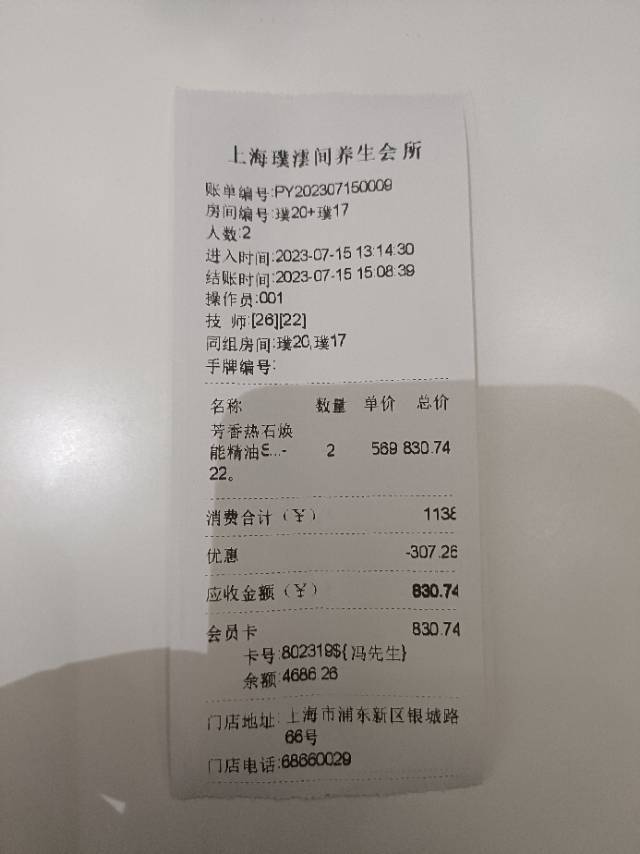 上海璞澐间养生会所
账单编号:PY202307150009
房间编号:璞20+璞17
人数:2
进入时间:2023-07-15 13:14:30
结账时间:2023-07-15 15:08:39
操作员:001
技 师:[26][22]
同组房间:璞20,璞17
手牌编号:
名称 数量 单价 总价
芳香热石焕
能精油S...- 2 569 830.74
22。
消费合计（¥） 1138
优惠 -307.26
应收金额（¥） 830.74
会员卡 830.74
卡号:802319${冯先生}
余额:4686.26
门店地址: 上海市浦东新区银城路
66号
门店电话:68660029